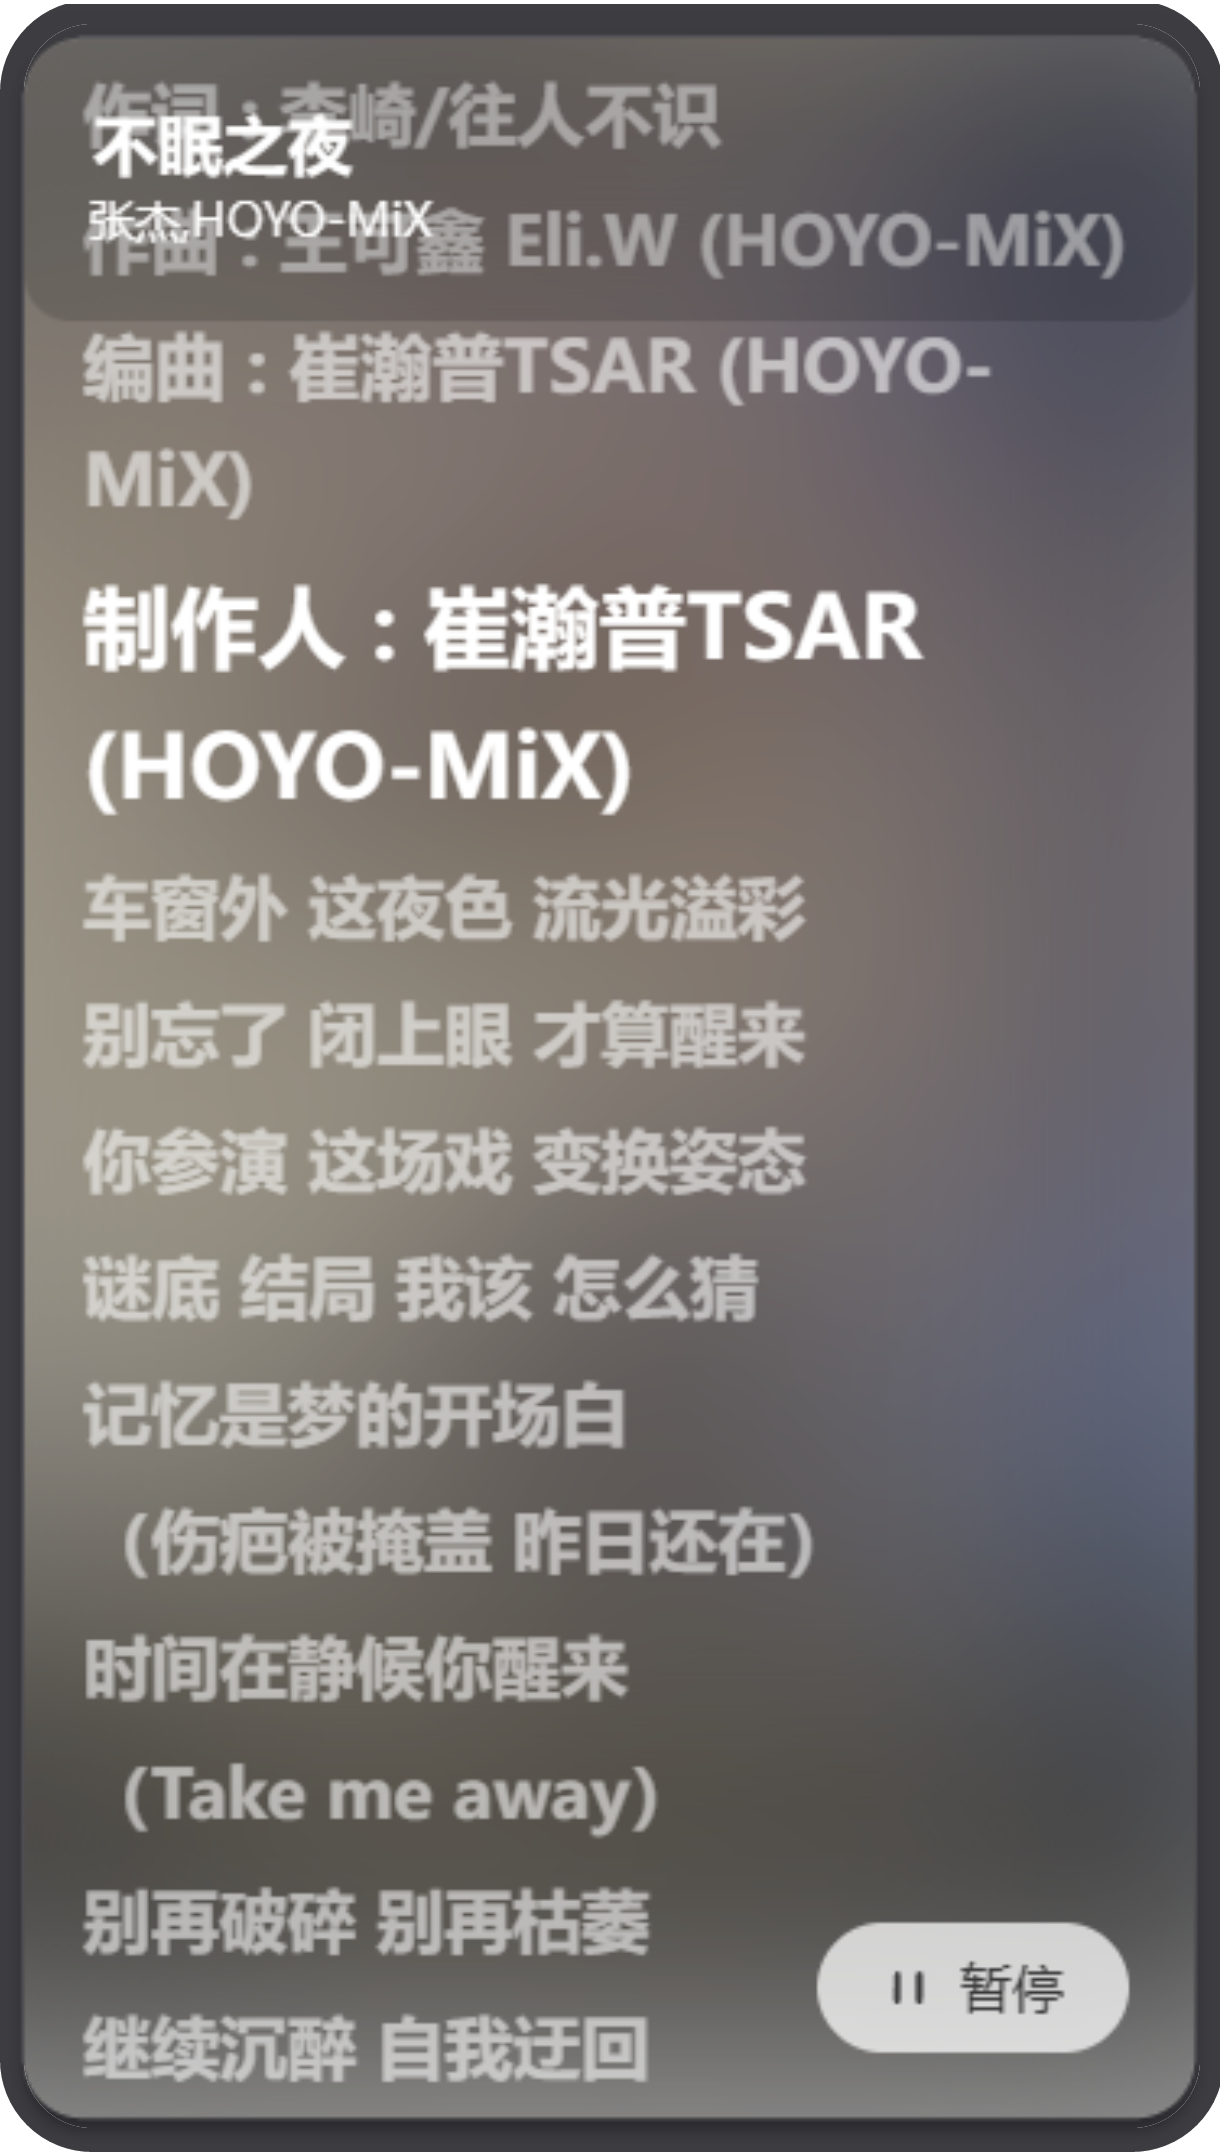 作词：李崎/往人不识
不眠之夜
张杰,HOYO-MiX
作曲：王可鑫 Eli.W (HOYO-MiX)
编曲：崔瀚普TSAR (HOYO-
MiX)
制作人：崔瀚普TSAR
(HOYO-MiX)
车窗外 这夜色 流光溢彩
别忘了 闭上眼 才算醒来
你参演 这场戏 变换姿态
谜底 结局 我该 怎么猜
记忆是梦的开场白
（伤疤被掩盖 昨日还在）
时间在静候你醒来
（Take me away）
别再破碎 别再枯萎
继续沉醉 自我迂回
暂停